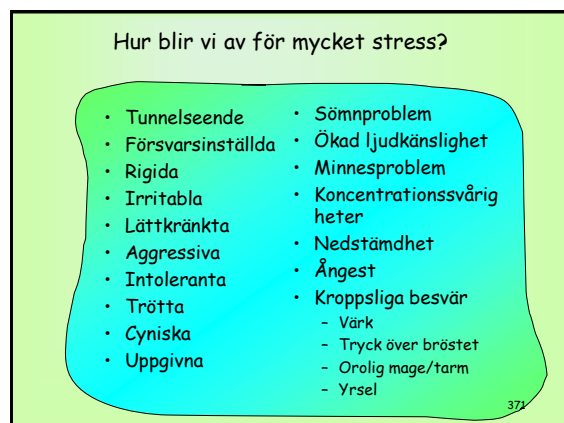 Hur blir vi av för mycket stress?
• Tunnelseende
• Försvarsinställda
• Rigida
• Irritabla
• Lättkränkta
• Aggressiva
• Intoleranta
• Trötta
• Cyniska
• Uppgivna
• Sömnproblem
• Ökad ljudkänslighet
• Minnesproblem
• Koncentrationssvårig
heter
• Nedstämdhet
• Ångest
• Kroppsliga besvär
– Värk
– Tryck över bröstet
– Orolig mage/tarm
– Yrsel
371